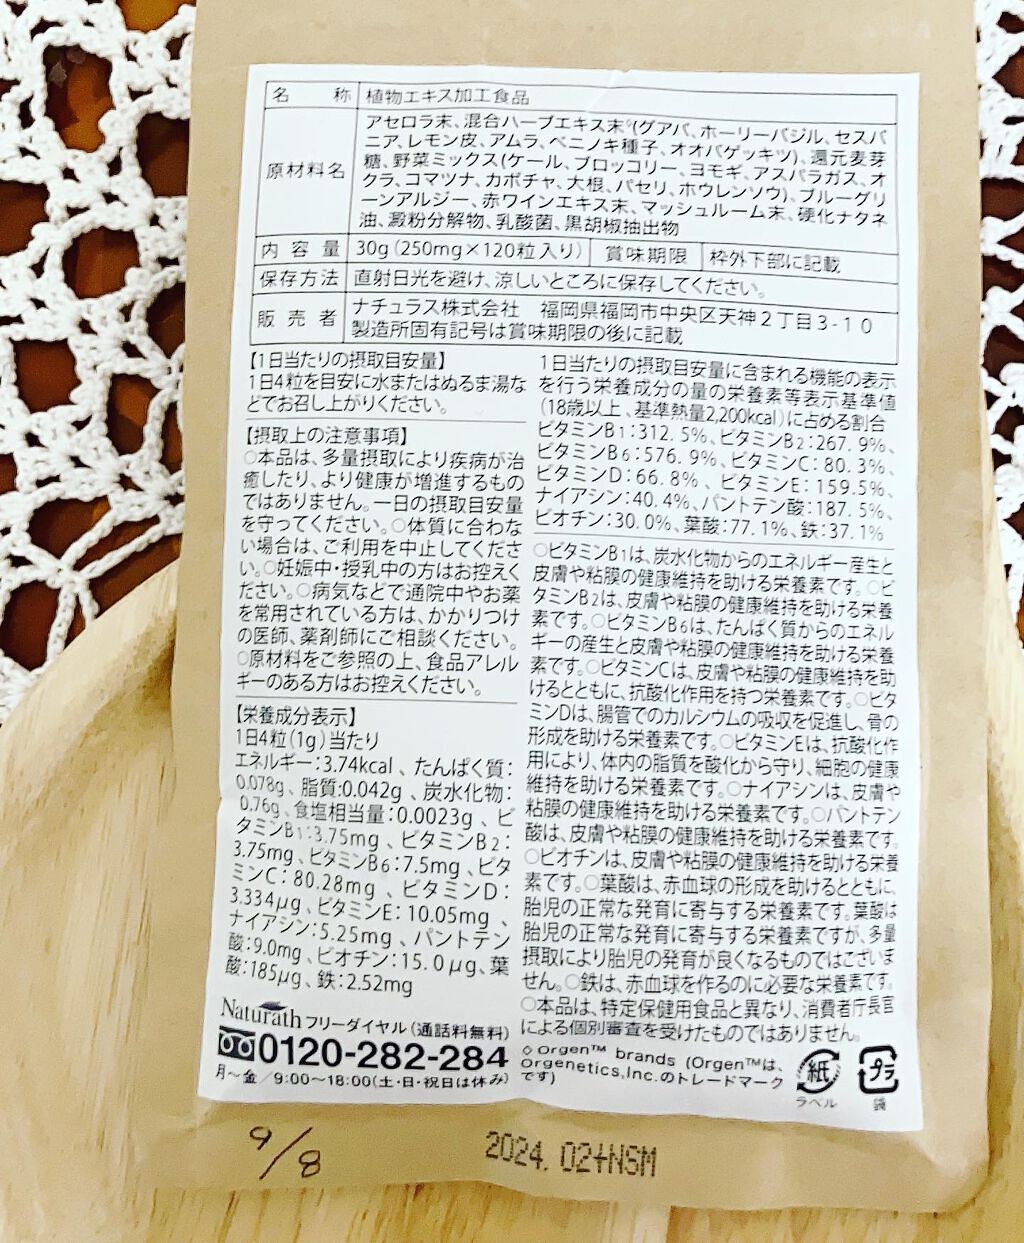 名 称 植物エキス加工食品
原材料名
アセロラ末、混合ハーブエキス末◇(グアバ、ホーリーバジル、セスバ
ニア、レモン皮、アムラ、ベニノキ種子、オオバゲッキツ)、還元麦芽
糖、野菜ミックス(ケール、ブロッコリー、ヨモギ、アスパラガス、オ
クラ、コマツナ、カボチャ、大根、パセリ、ホウレンソウ)、ブルーグリ
ーンアルジー、赤ワインエキス末、マッシュルーム末、硬化ナタネ
油、澱粉分解物、乳酸菌、黒胡椒抽出物
内容量 30g(250mg×120粒入り) 賞味期限 枠外下部に記載
保存方法 直射日光を避け、涼しいところに保存してください。
販売者
ナチュラス株式会社 福岡県福岡市中央区天神2丁目3-10
製造所固有記号は賞味期限の後に記載
【1日当たりの摂取目安量】
1日4粒を目安に水またはぬるま湯な
どでお召し上がりください。
【摂取上の注意事項】
○本品は、多量摂取により疾病が治
癒したり、より健康が増進するもの
ではありません。一日の摂取目安量
を守ってください。○体質に合わな
い場合は、ご利用を中止してくださ
い。○妊娠中・授乳中の方はお控えく
ださい。○病気などで通院中やお薬
を常用されている方は、かかりつけ
の医師、薬剤師にご相談ください。
○原材料をご参照の上、食品アレル
ギーのある方はお控えください。
【栄養成分表示】
1日4粒(1g)当たり
エネルギー:3.74kcal、たんぱく質:
0.078g、脂質:0.042g、炭水化物:
0.76g、食塩相当量:0.0023g、ビ
タミンB1:3.75mg、ビタミンB2:
3.75mg、ビタミンB6:7.5mg、ビタ
ミンC:80.28mg、ビタミンD:
3.334μg、ビタミンE:10.05mg、
ナイアシン:5.25mg、パントテン
酸:9.0mg、ビオチン:15.0μg、葉
酸:185μg、鉄:2.52mg
1日当たりの摂取目安量に含まれる機能の表示
を行う栄養成分の量の栄養素等表示基準値
(18歳以上、基準熱量2,200kcal)に占める割合
ビタミンB1:312.5%、ビタミンB2:267.9%、
ビタミンB6:576.9%、ビタミンC:80.3%、
ビタミンD:66.8%、ビタミンE:159.5%、
ナイアシン:40.4%、パントテン酸:187.5%、
ビオチン:30.0%、葉酸:77.1%、鉄:37.1%
○ビタミンB1は、炭水化物からのエネルギー産生と
皮膚や粘膜の健康維持を助ける栄養素です。○ビ
タミンB2は、皮膚や粘膜の健康維持を助ける栄養
素です。○ビタミンB6は、たんぱく質からのエネル
ギーの産生と皮膚や粘膜の健康維持を助ける栄養
素です。○ビタミンCは、皮膚や粘膜の健康維持を助
けるとともに、抗酸化作用を持つ栄養素です。○ビタ
ミンDは、腸管でのカルシウムの吸収を促進し、骨の
形成を助ける栄養素です。○ビタミンEは、抗酸化作
用により、体内の脂質を酸化から守り、細胞の健康
維持を助ける栄養素です。○ナイアシンは、皮膚や
粘膜の健康維持を助ける栄養素です。○パントテン
酸は、皮膚や粘膜の健康維持を助ける栄養素です。
○ビオチンは、皮膚や粘膜の健康維持を助ける栄養
素です。○葉酸は、赤血球の形成を助けるとともに、
胎児の正常な発育に寄与する栄養素です。葉酸は
胎児の正常な発育に寄与する栄養素ですが、多量
摂取により胎児の発育が良くなるものではございま
せん。○鉄は、赤血球を作るのに必要な栄養素です。
○本品は、特定保健用食品と異なり、消費者庁長官
による個別審査を受けたものではありません。
Naturath フリーダイヤル(通話料無料)
0120-282-284
月～金/9:00～18:00(土・日・祝日は休み)
◇Orgen™ brands (Orgen™は、
Orgenetics,Inc.のトレードマーク
です)
紙
ラベル
プラ
袋
9/8
2024.02+NSM